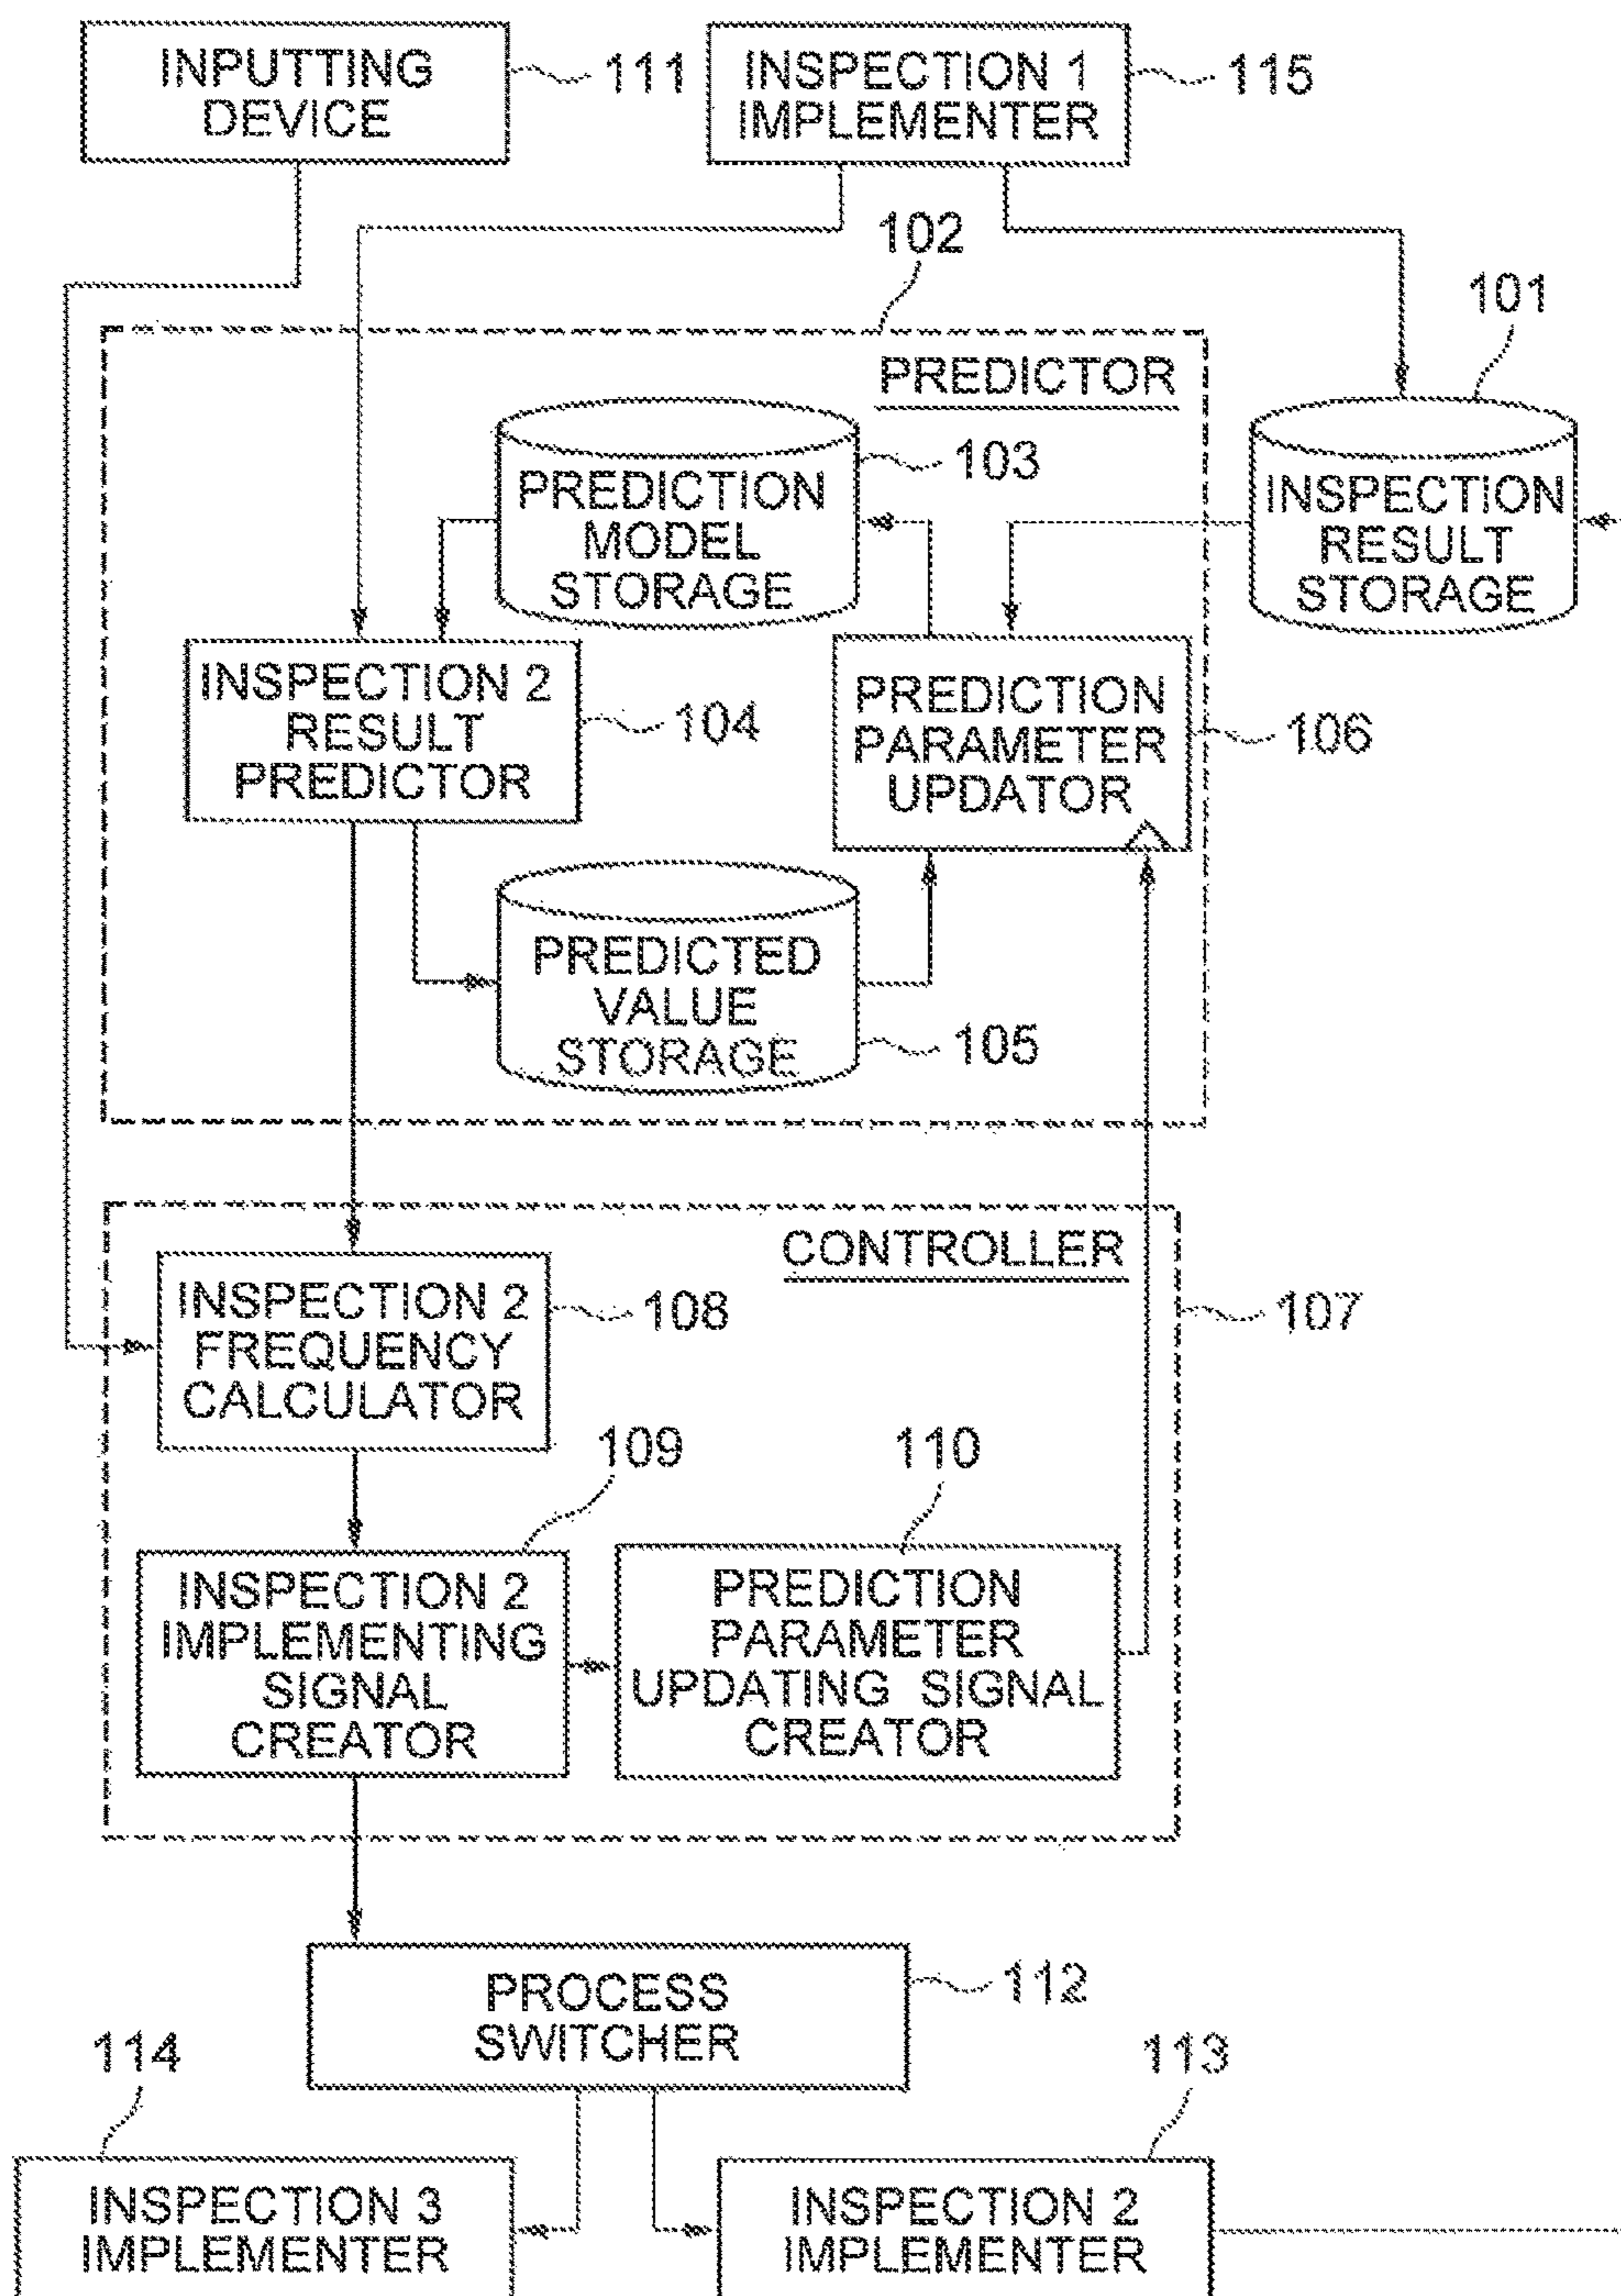 INPUTTING
DEVICE
111
INSPECTION 1
IMPLEMENTER
115
102
101
PREDICTOR
PREDICTION
MODEL
STORAGE
103
INSPECTION
RESULT
STORAGE
INSPECTION 2
RESULT
PREDICTOR
104
PREDICTION
PARAMETER
UPDATOR
106
PREDICTED
VALUE
STORAGE
105
CONTROLLER
INSPECTION 2
FREQUENCY
CALCULATOR
108
107
109
110
INSPECTION 2
IMPLEMENTING
SIGNAL
CREATOR
PREDICTION
PARAMETER
UPDATING SIGNAL
CREATOR
PROCESS
SWITCHER
112
114
113
INSPECTION 3
IMPLEMENTER
INSPECTION 2
IMPLEMENTER